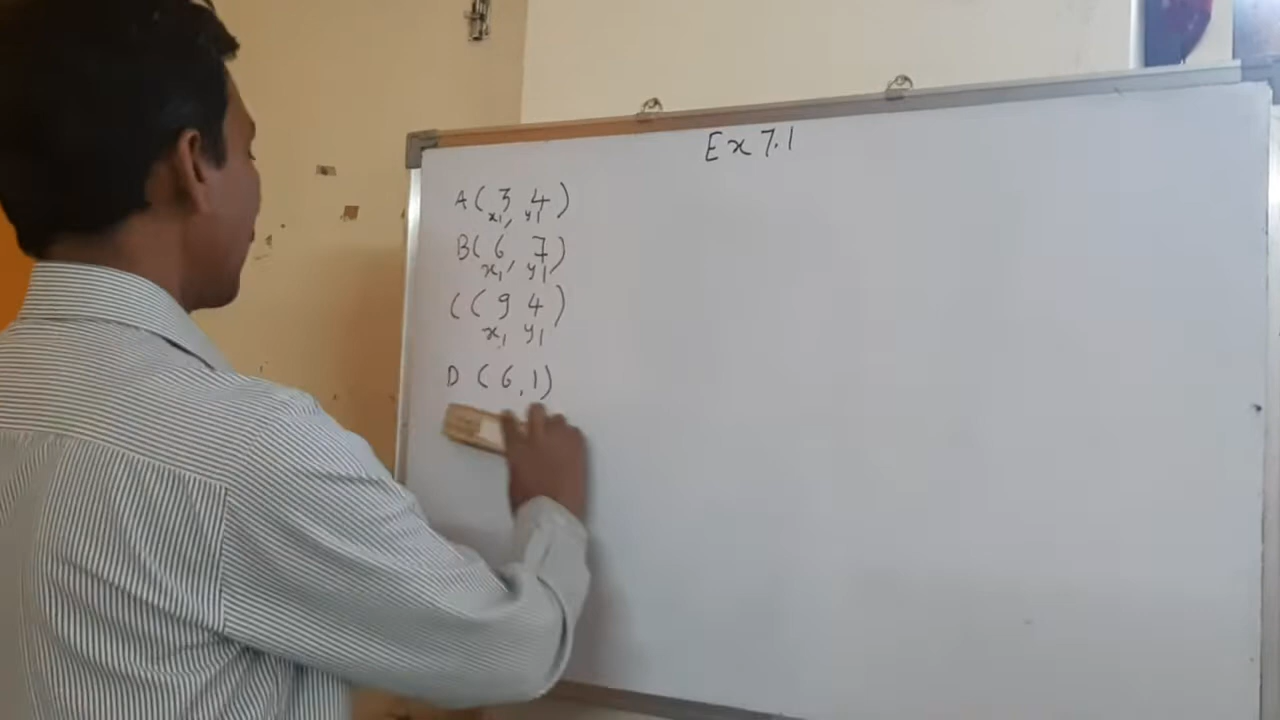 Ex 7.1
A( 3 4 )
x1, y1
B( 6, 7)
x1, y1
C( 9 4 )
x1 y1
D (6,1)